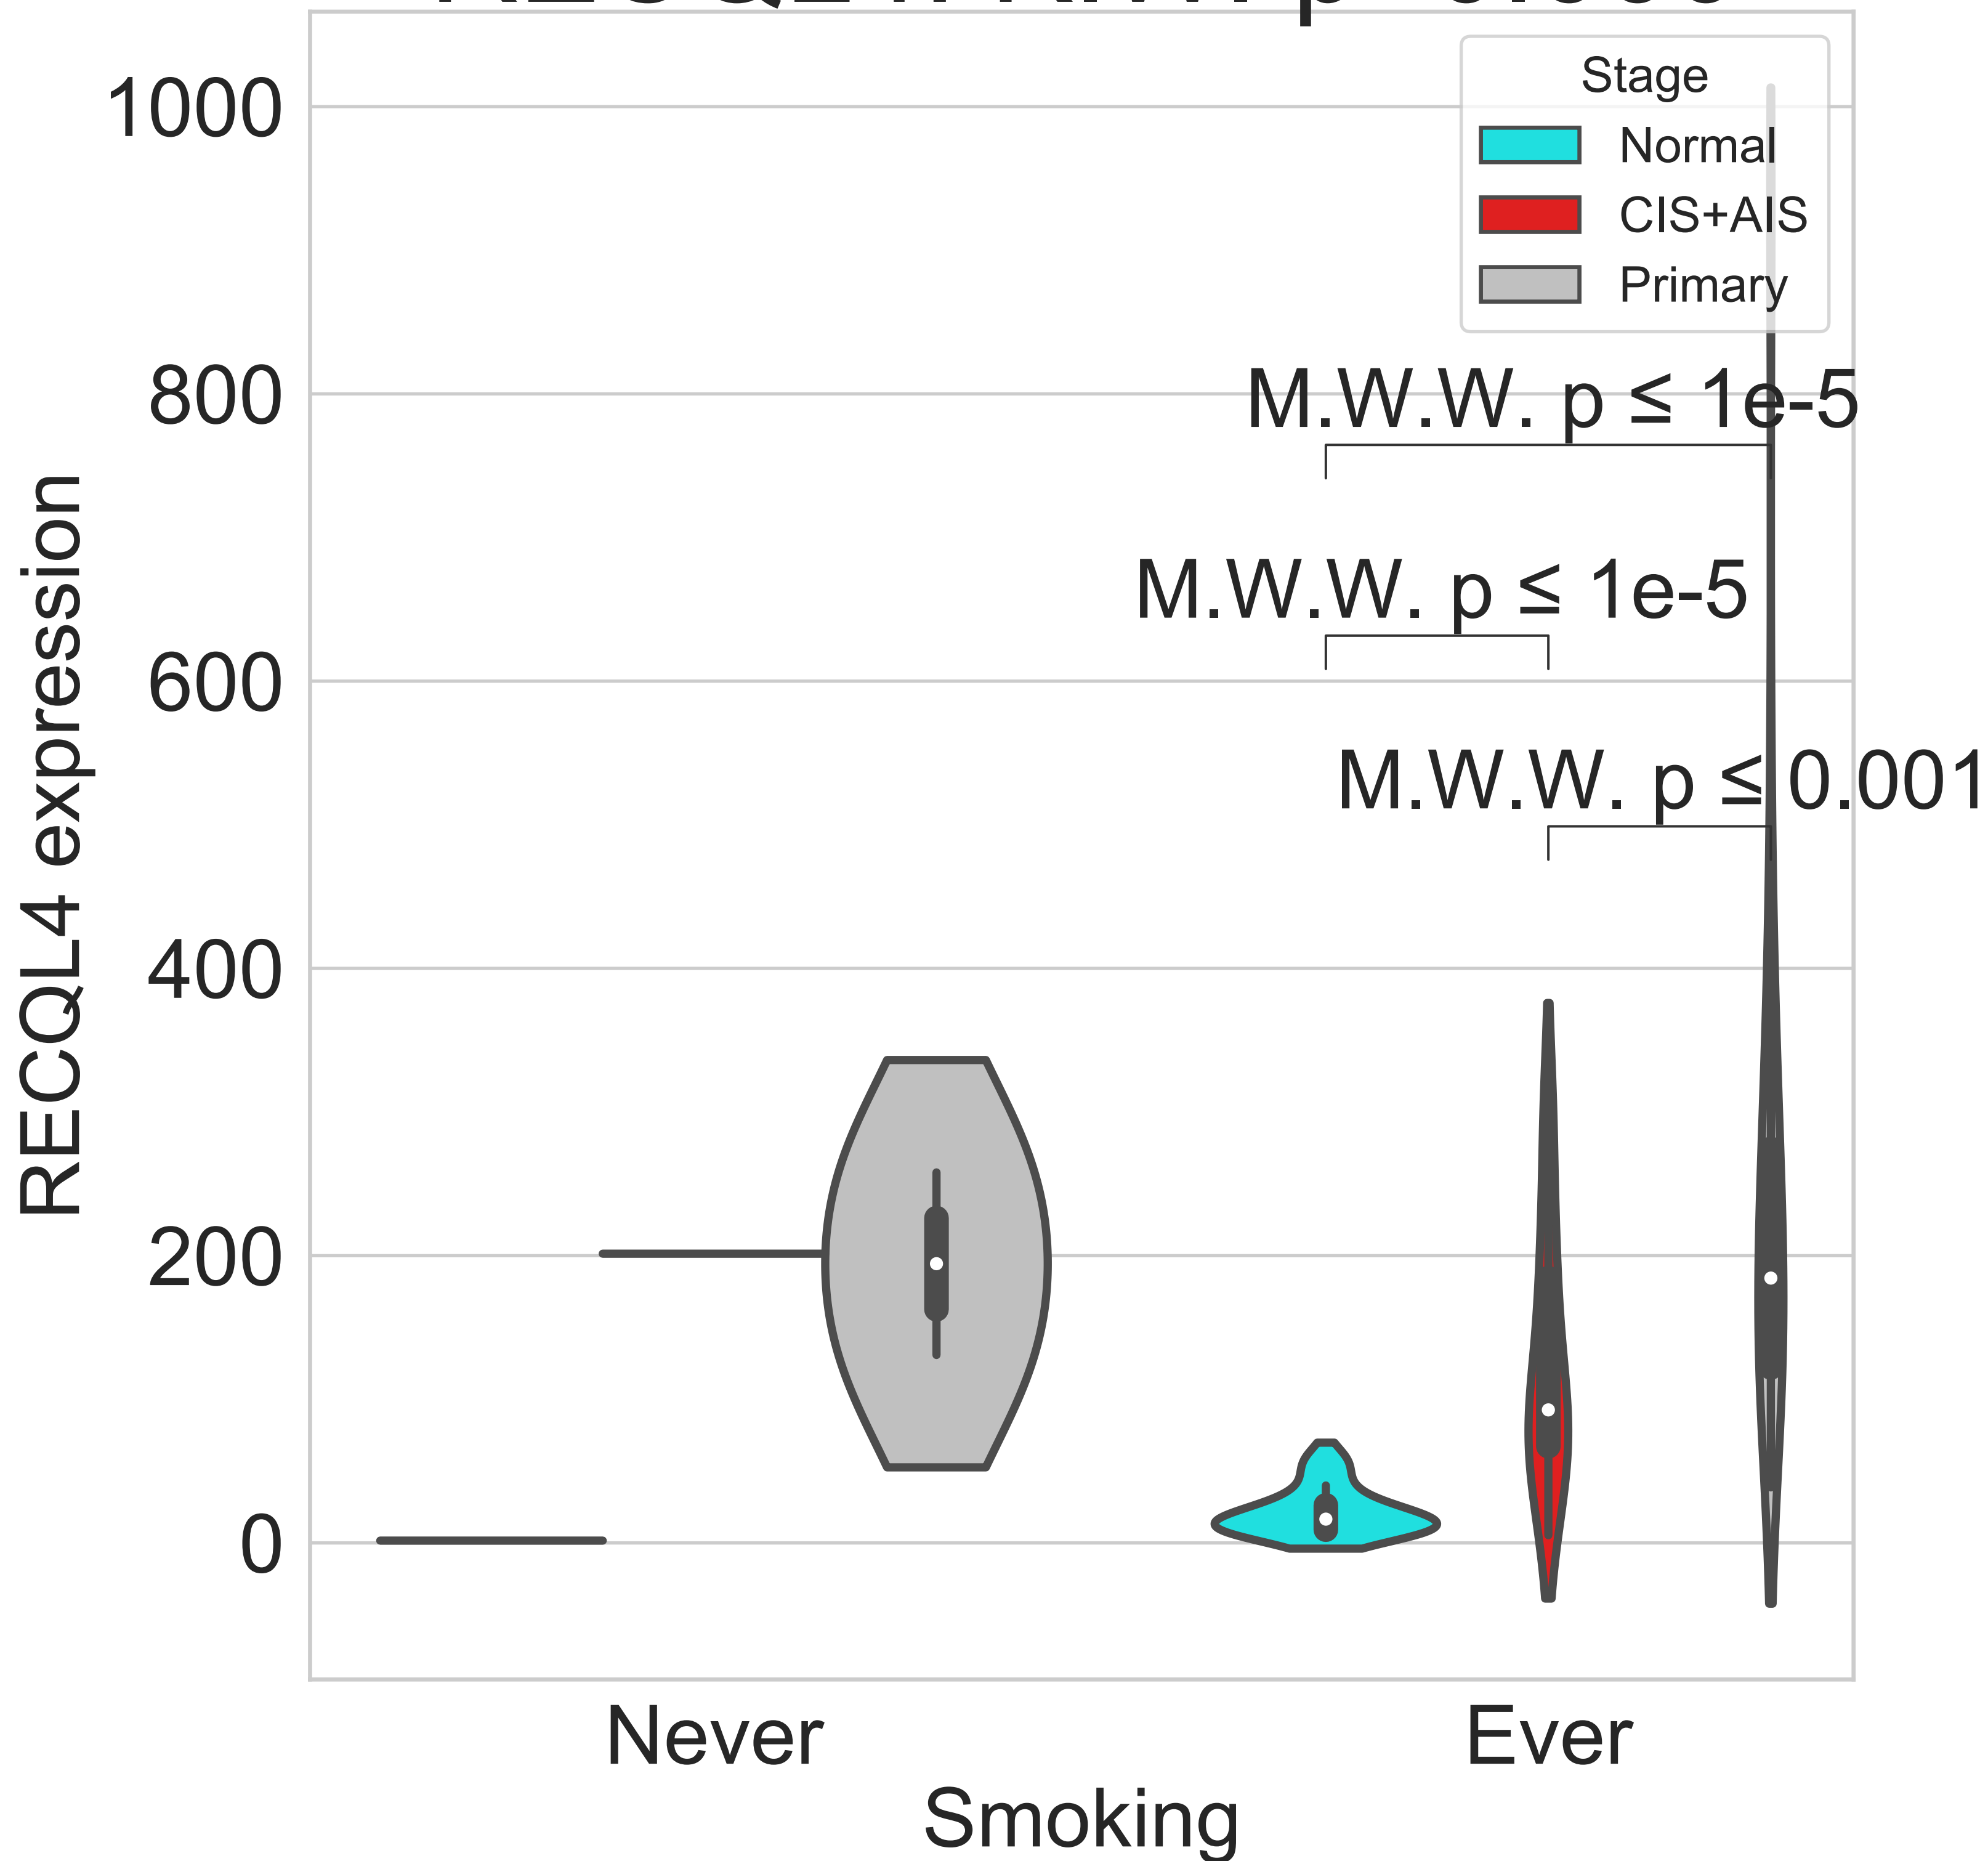 1000
800
600
400
200
0
RECQL4 expression
Stage
Normal
CIS+AIS
Primary
M.W.W. p ≤ 1e-5
M.W.W. p ≤ 1e-5
M.W.W. p ≤ 0.001
Never
Ever
Smoking